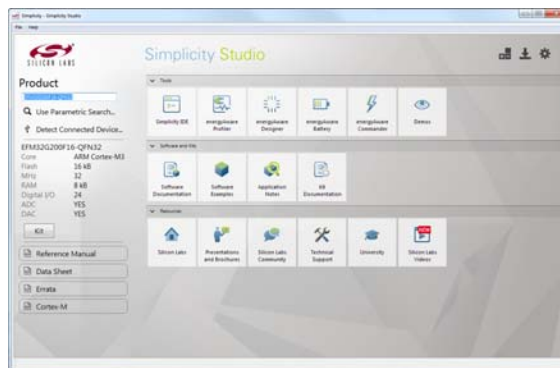 Simplicity - Simplicity Studio
File Help
SILICON LABS
Simplicity Studio
Product
Use Parametric Search...
Detect Connected Device...
EFM32G200F16-QFN32
Core ARM Cortex-M3
Flash 16 kB
MHz 32
RAM 8 kB
Digital I/O 24
ADC YES
DAC YES
Kit
Reference Manual
Data Sheet
Errata
Cortex-M
Tools
Simplicity IDE
energyAware Profiler
energyAware Designer
energyAware Battery
energyAware Commander
Demos
Software and Kits
Software Documentation
Software Examples
Application Notes
Kit Documentation
Resources
Silicon Labs
Presentations and Brochures
Silicon Labs Community
Technical Support
University
NEW
Silicon Labs Videos